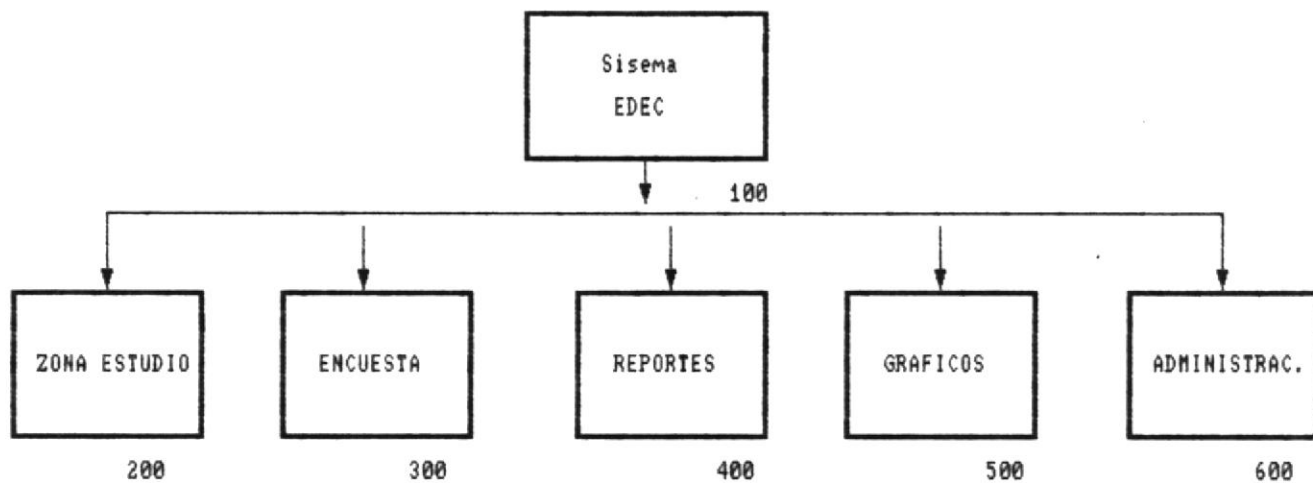 Sisema
EDEC
100
ZONA ESTUDIO
ENCUESTA
REPORTES
GRAFICOS
ADMINISTRAC.
200
300
400
500
600